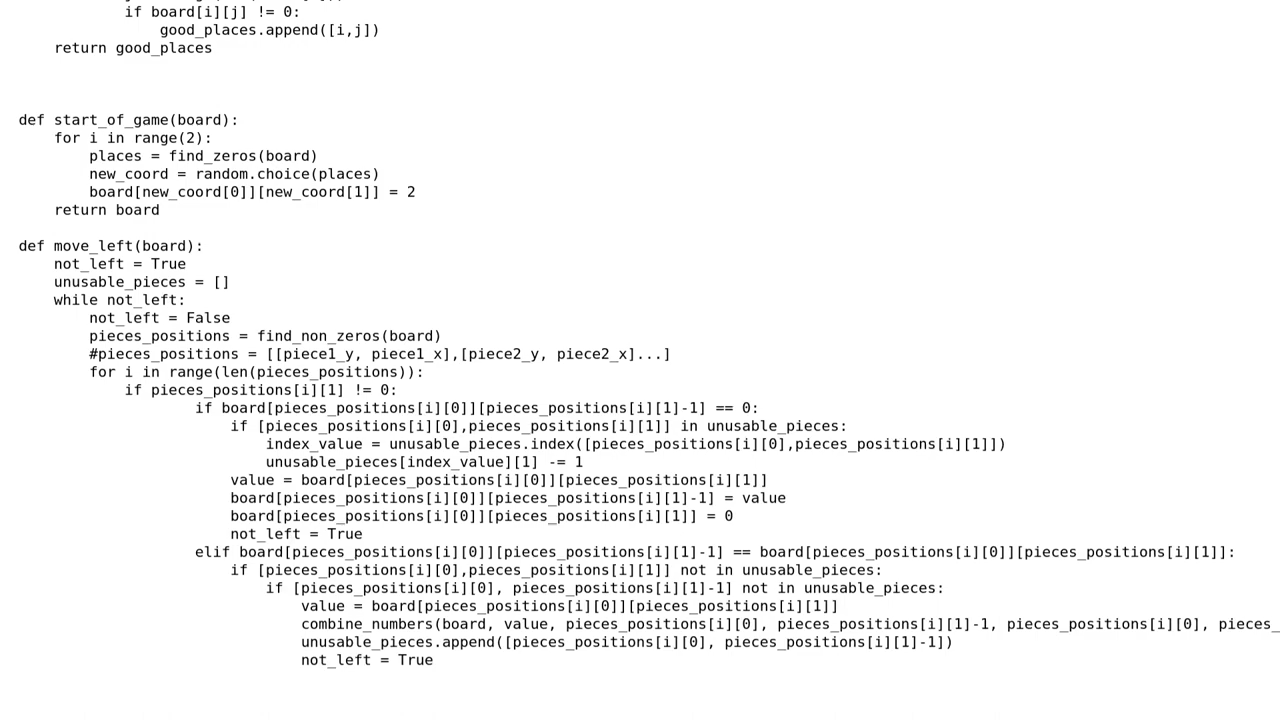 if board[i][j] != 0:
                good_places.append([i,j])
    return good_places

def start_of_game(board):
    for i in range(2):
        places = find_zeros(board)
        new_coord = random.choice(places)
        board[new_coord[0]][new_coord[1]] = 2
    return board

def move_left(board):
    not_left = True
    unusable_pieces = []
    while not_left:
        not_left = False
        pieces_positions = find_non_zeros(board)
        #pieces_positions = [[piece1_y, piece1_x],[piece2_y, piece2_x]...]
        for i in range(len(pieces_positions)):
            if pieces_positions[i][1] != 0:
                    if board[pieces_positions[i][0]][pieces_positions[i][1]-1] == 0:
                        if [pieces_positions[i][0],pieces_positions[i][1]] in unusable_pieces:
                            index_value = unusable_pieces.index([pieces_positions[i][0],pieces_positions[i][1]])
                            unusable_pieces[index_value][1] -= 1
                        value = board[pieces_positions[i][0]][pieces_positions[i][1]]
                        board[pieces_positions[i][0]][pieces_positions[i][1]-1] = value
                        board[pieces_positions[i][0]][pieces_positions[i][1]] = 0
                        not_left = True
                    elif board[pieces_positions[i][0]][pieces_positions[i][1]-1] == board[pieces_positions[i][0]][pieces_positions[i][1]]:
                        if [pieces_positions[i][0],pieces_positions[i][1]] not in unusable_pieces:
                            if [pieces_positions[i][0], pieces_positions[i][1]-1] not in unusable_pieces:
                                value = board[pieces_positions[i][0]][pieces_positions[i][1]]
                                combine_numbers(board, value, pieces_positions[i][0], pieces_positions[i][1]-1, pieces_positions[i][0], pieces_
                                unusable_pieces.append([pieces_positions[i][0], pieces_positions[i][1]-1])
                                not_left = True